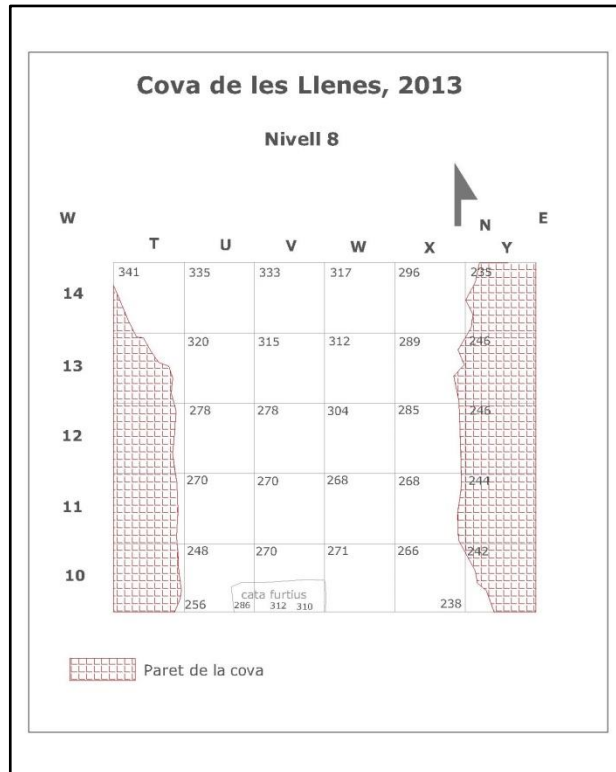 Cova de les Llenes, 2013
Nivell 8
W N E
T U V W X Y
341 335 333 317 296 235
14
320 315 312 289 246
13
278 278 304 285 246
12
270 270 268 268 244
11
248 270 271 266 242
10
cata furtius
256 286 312 310 238
Paret de la cova